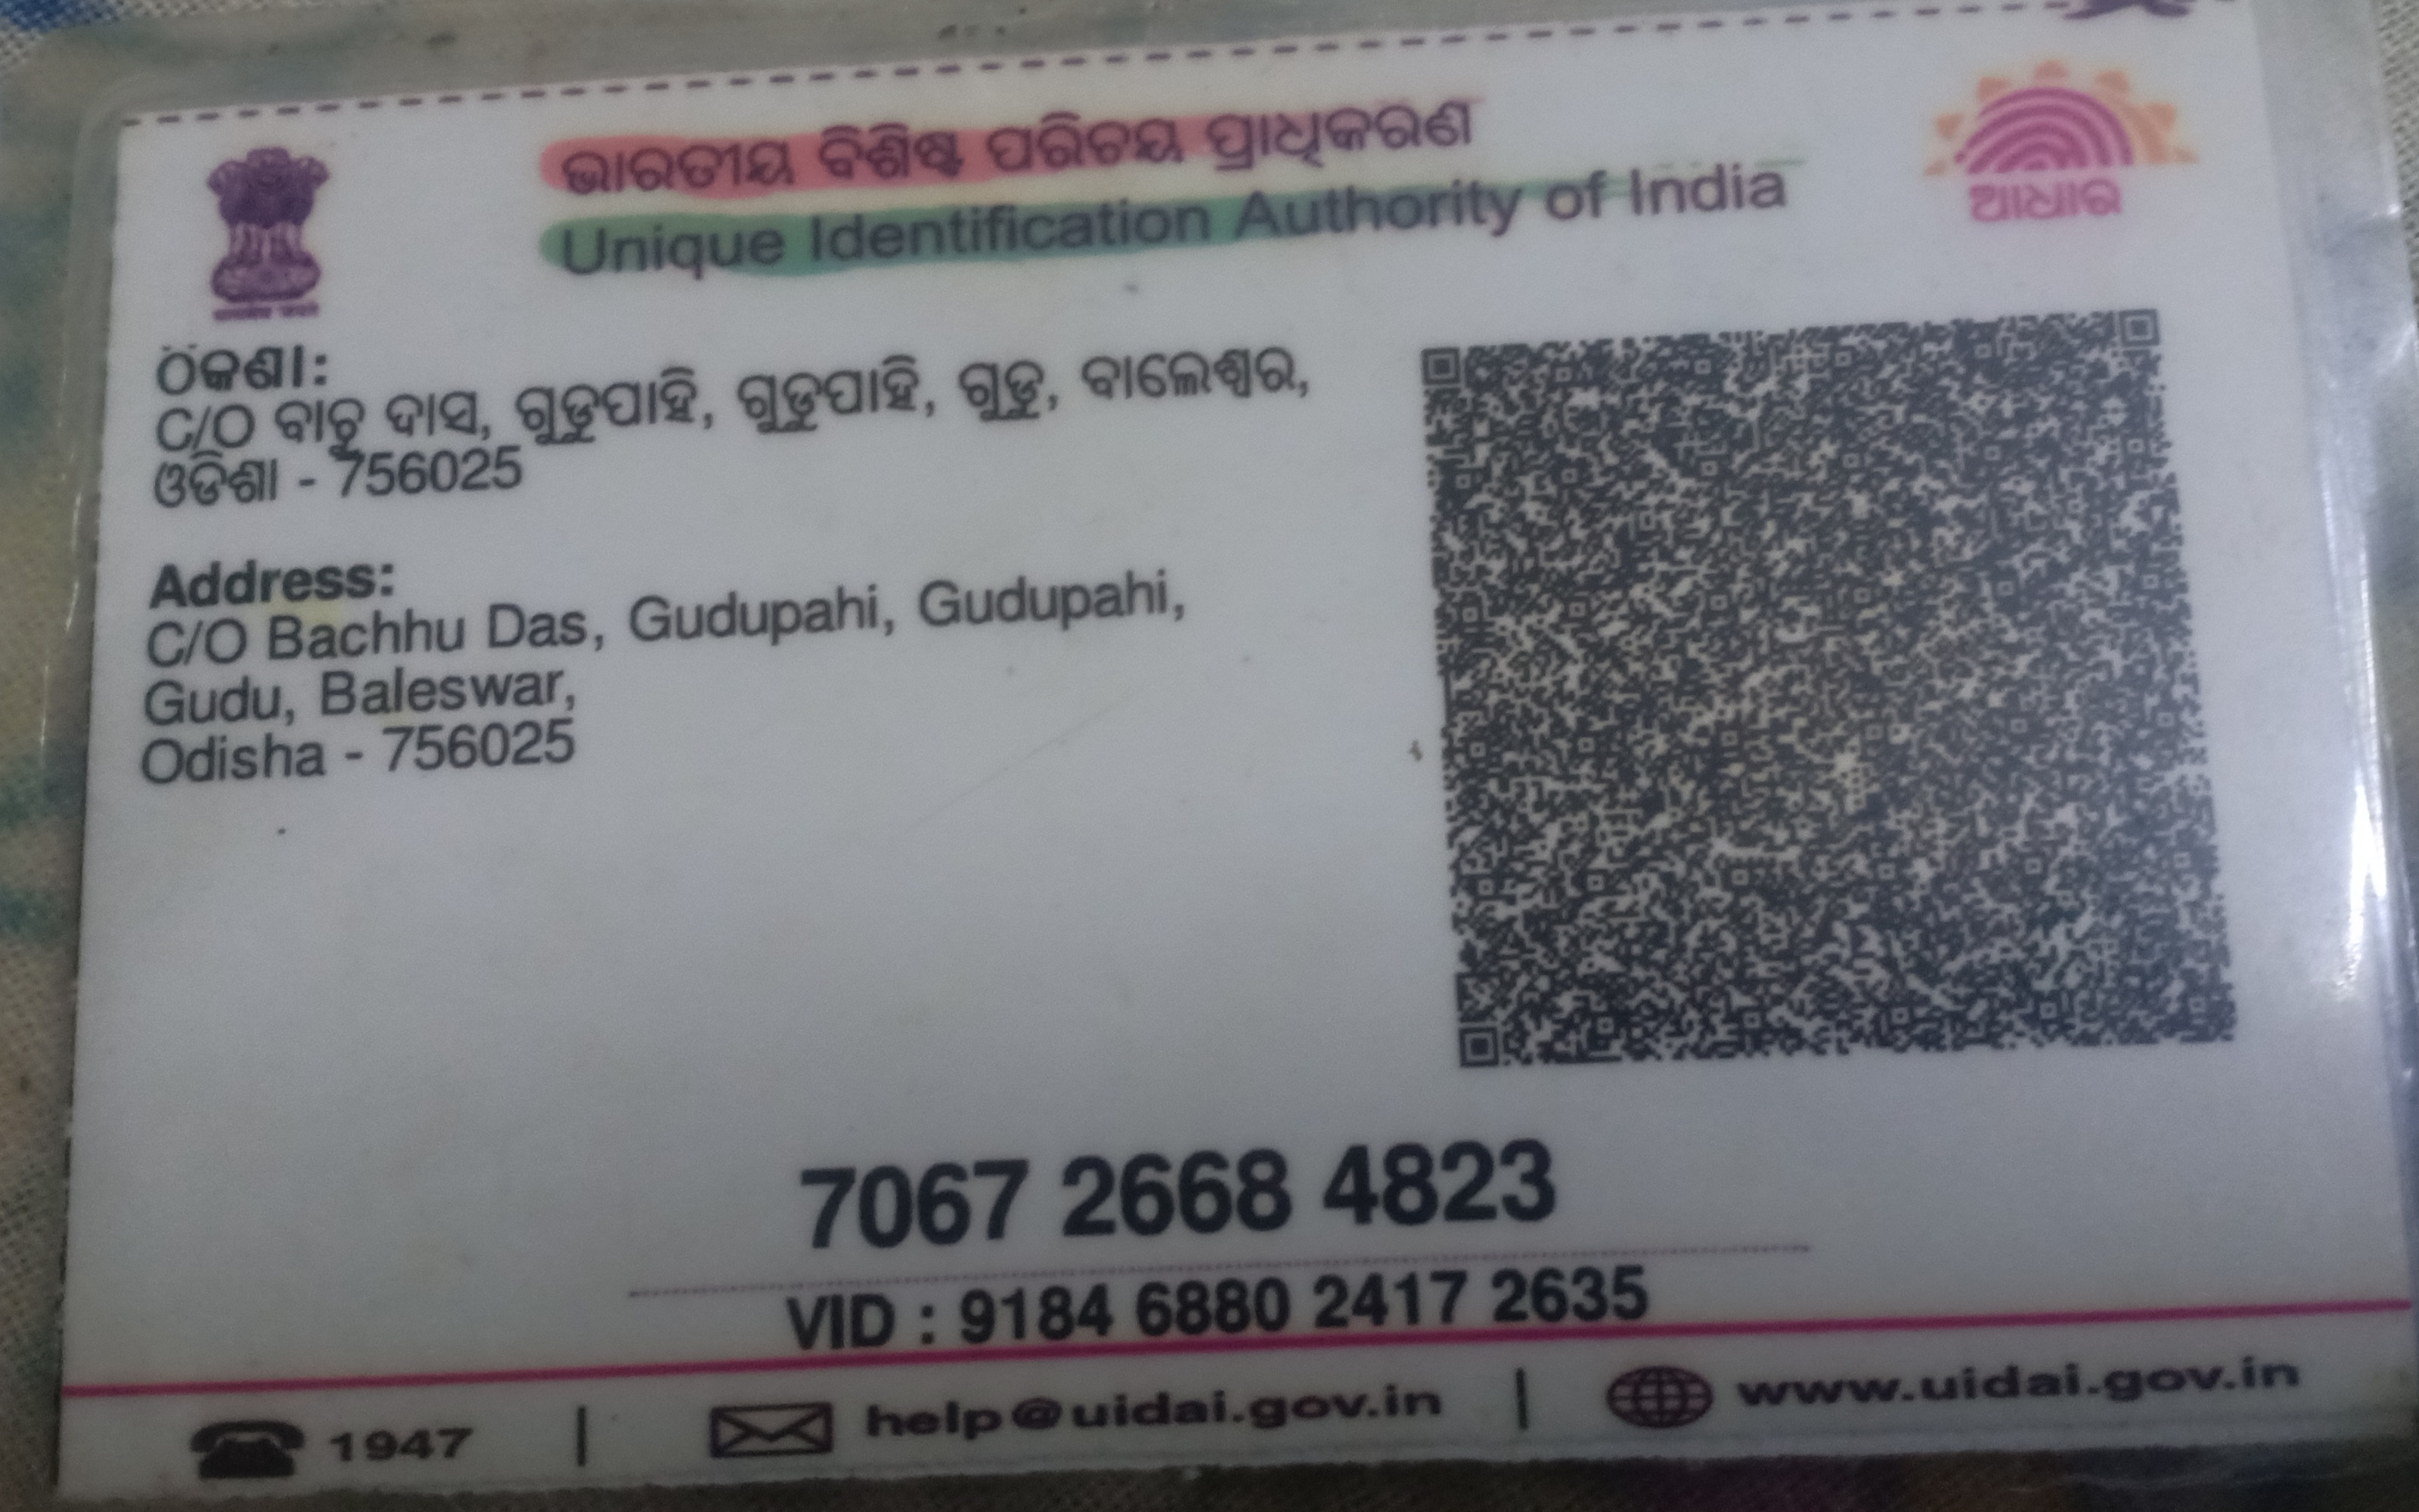 ଭାରତୀୟ ବିଶିଷ୍ଟ ପରିଚୟ ପ୍ରାଧିକରଣ
Unique Identification Authority of India
ଆଧାର
ଠିକଣା:
C/O ବାଚୁ ଦାସ, ଗୁଡୁପାହି, ଗୁଡୁପାହି, ଗୁଡୁ, ବାଲେଶ୍ଵର,
ଓଡିଶା - 756025
Address:
C/O Bachhu Das, Gudupahi, Gudupahi,
Gudu, Baleswar,
Odisha - 756025
7067 2668 4823
VID : 9184 6880 2417 2635
1947 | help@uidai.gov.in | www.uidai.gov.in